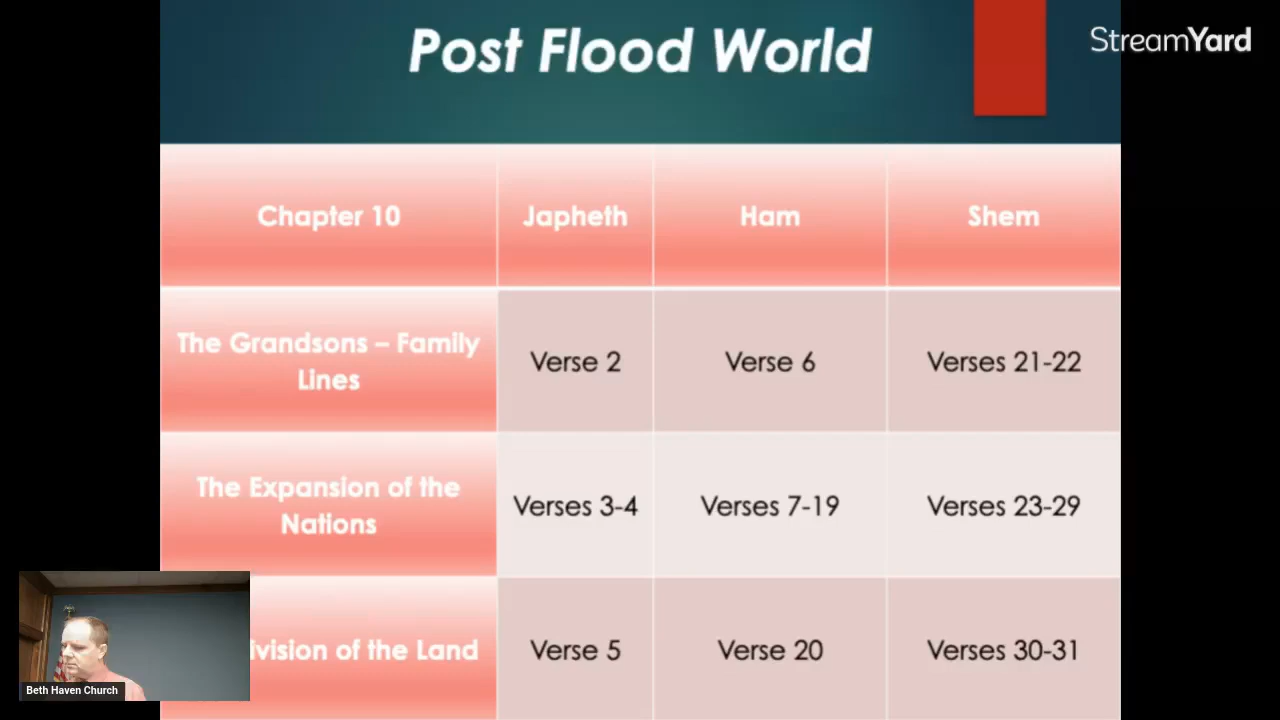 Post Flood World
StreamYard
Chapter 10 Japheth Ham Shem
The Grandsons – Family
Lines
Verse 2 Verse 6 Verses 21-22
The Expansion of the
Nations
Verses 3-4 Verses 7-19 Verses 23-29
of the Land Verse 5 Verse 20 Verses 30-31
Beth Haven Church